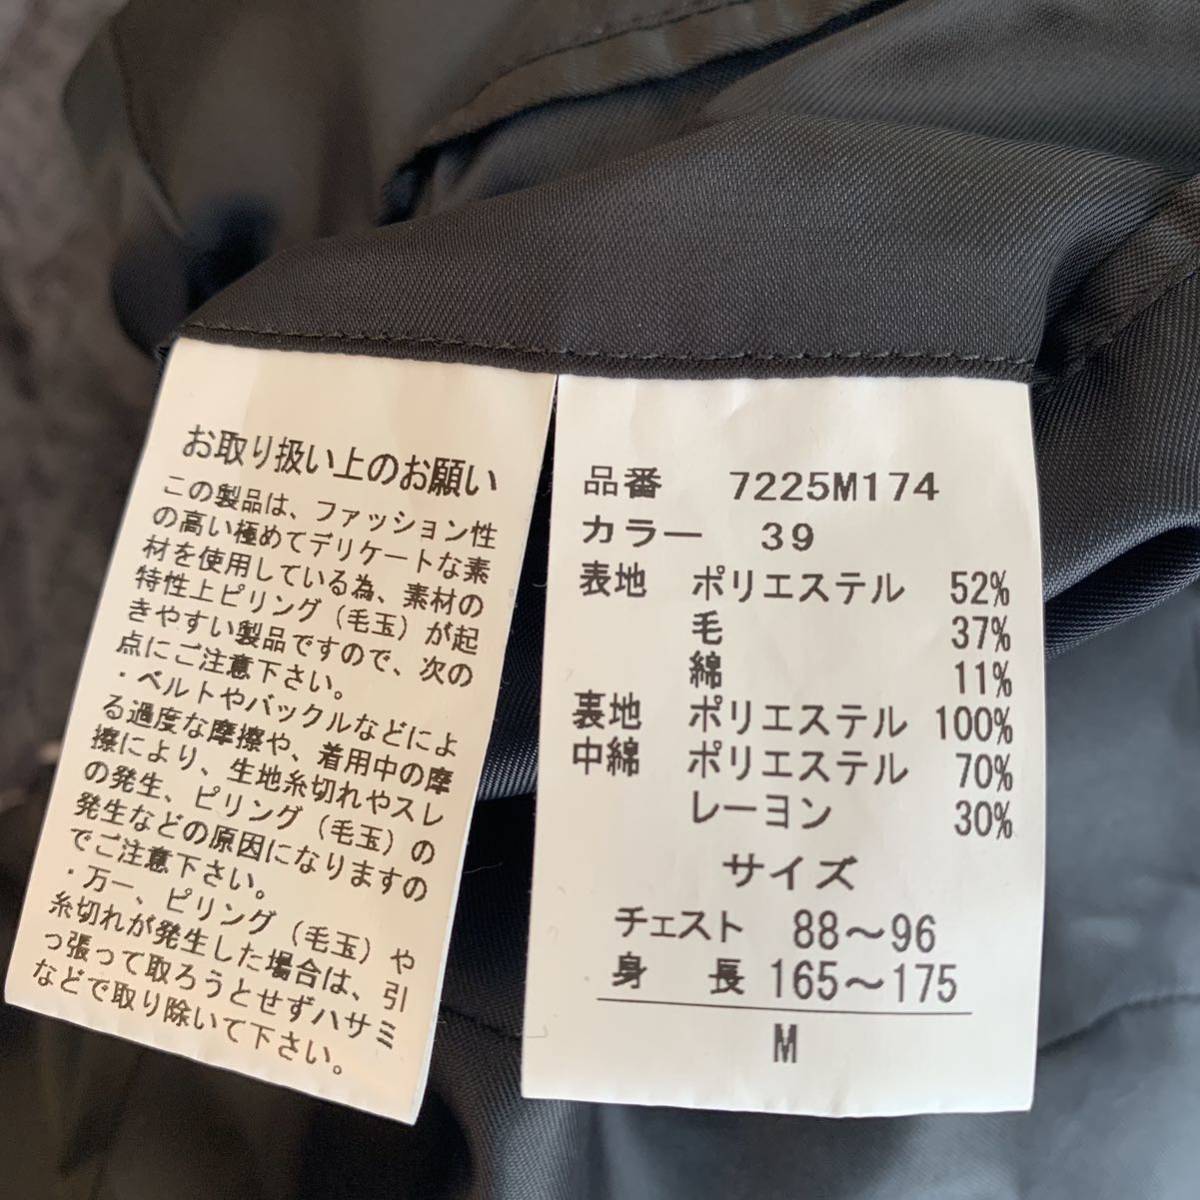 お取り扱い上のお願い
この製品は、ファッション性
の高い極めてデリケートな素
材を使用している為、素材の
特性上ピリング（毛玉）が起
きやすい製品ですので、次の
点にご注意下さい。
・ベルトやバックルなどによ
る過度な摩擦や、着用中の摩
擦により、生地糸切れやスレ
の発生、ピリング（毛玉）の
発生などの原因になりますの
でご注意下さい。
・万一、ピリング（毛玉）や
糸切れが発生した場合は、引
っ張って取ろうとせずハサミ
などで取り除いて下さい。
品番 7225M174
カラー 39
表地 ポリエステル 52%
毛 37%
綿 11%
裏地 ポリエステル 100%
中綿 ポリエステル 70%
レーヨン 30%
サイズ
チェスト 88～96
身長 165～175
M